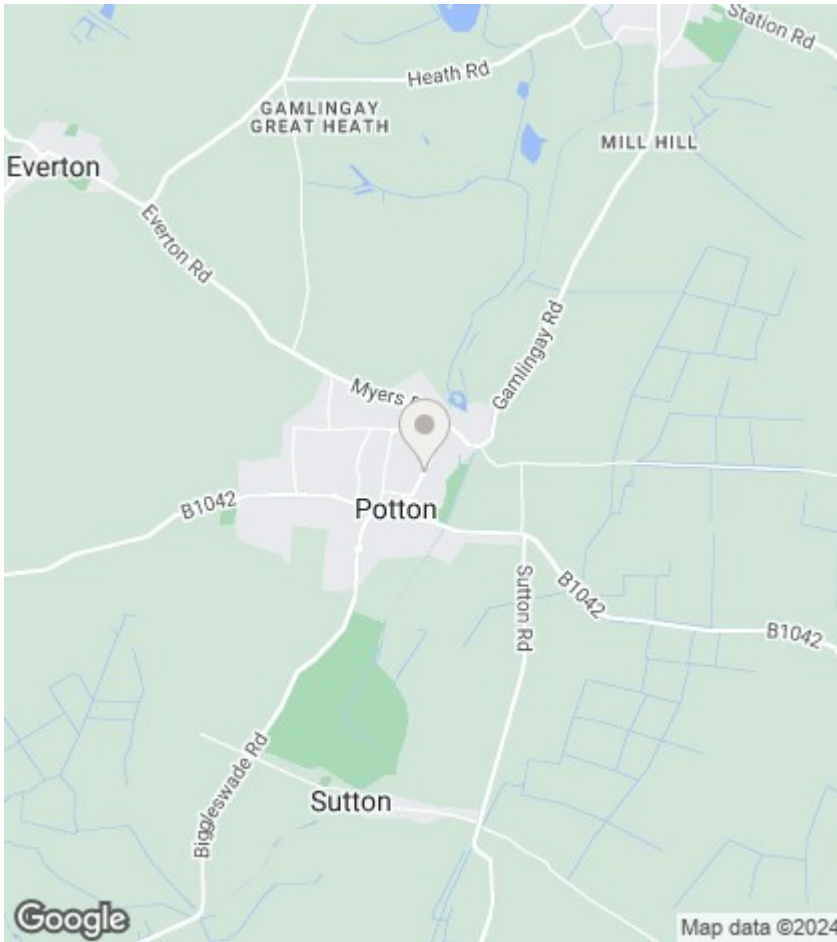 Station Rd
Heath Rd
GAMLINGAY
GREAT HEATH
MILL HILL
Everton
Everton Rd
Gamlingay Rd
Myers
B1042
Potton
Sutton Rd
B1042
B1042
Biggleswade Rd
Sutton
Google
Map data ©2024